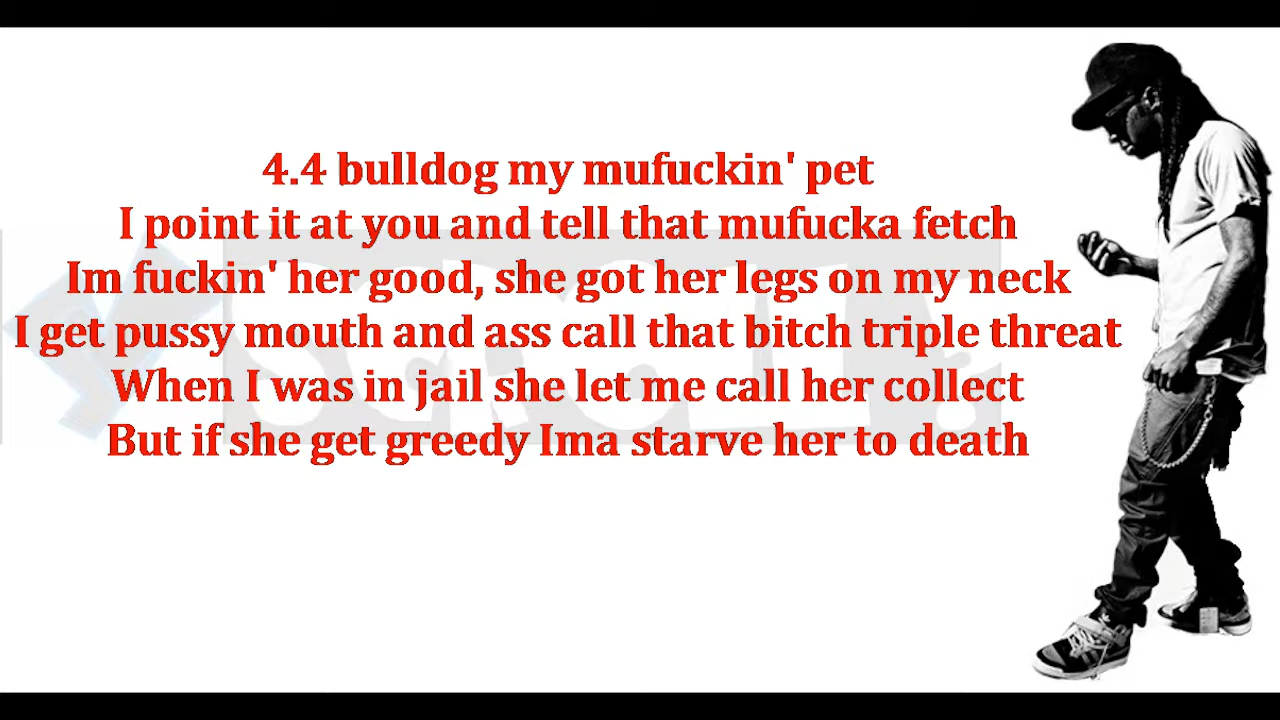 4.4 bulldog my mufuckin' pet
I point it at you and tell that mufucka fetch
Im fuckin' her good, she got her legs on my neck
I get pussy mouth and ass call that bitch triple threat
When I was in jail she let me call her collect
But if she get greedy Ima starve her to death